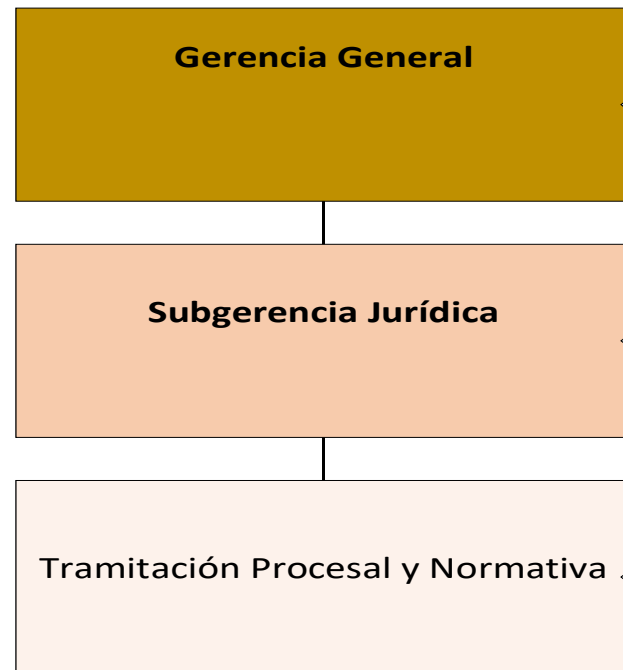 Gerencia General
Subgerencia Jurídica
Tramitación Procesal y Normativa